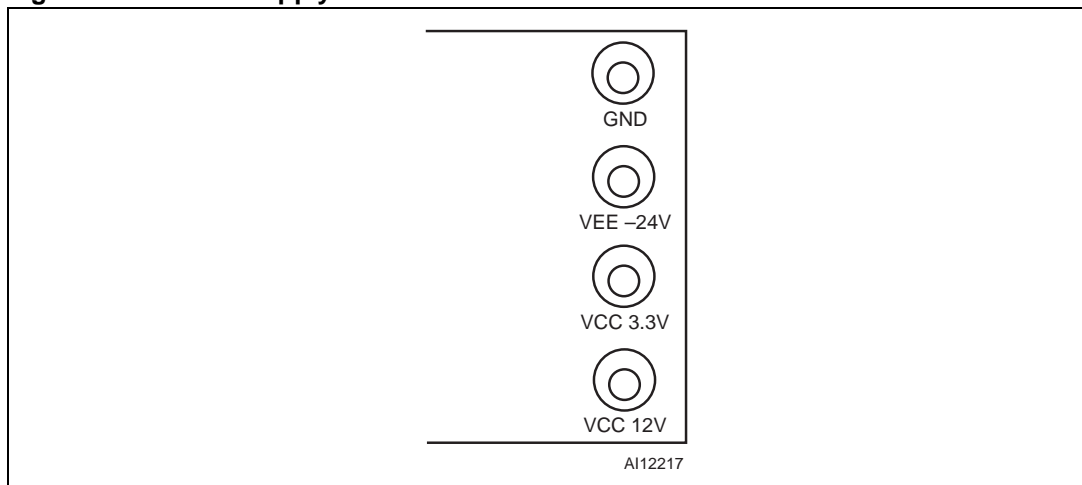 GND
VEE –24V
VCC 3.3V
VCC 12V
AI12217